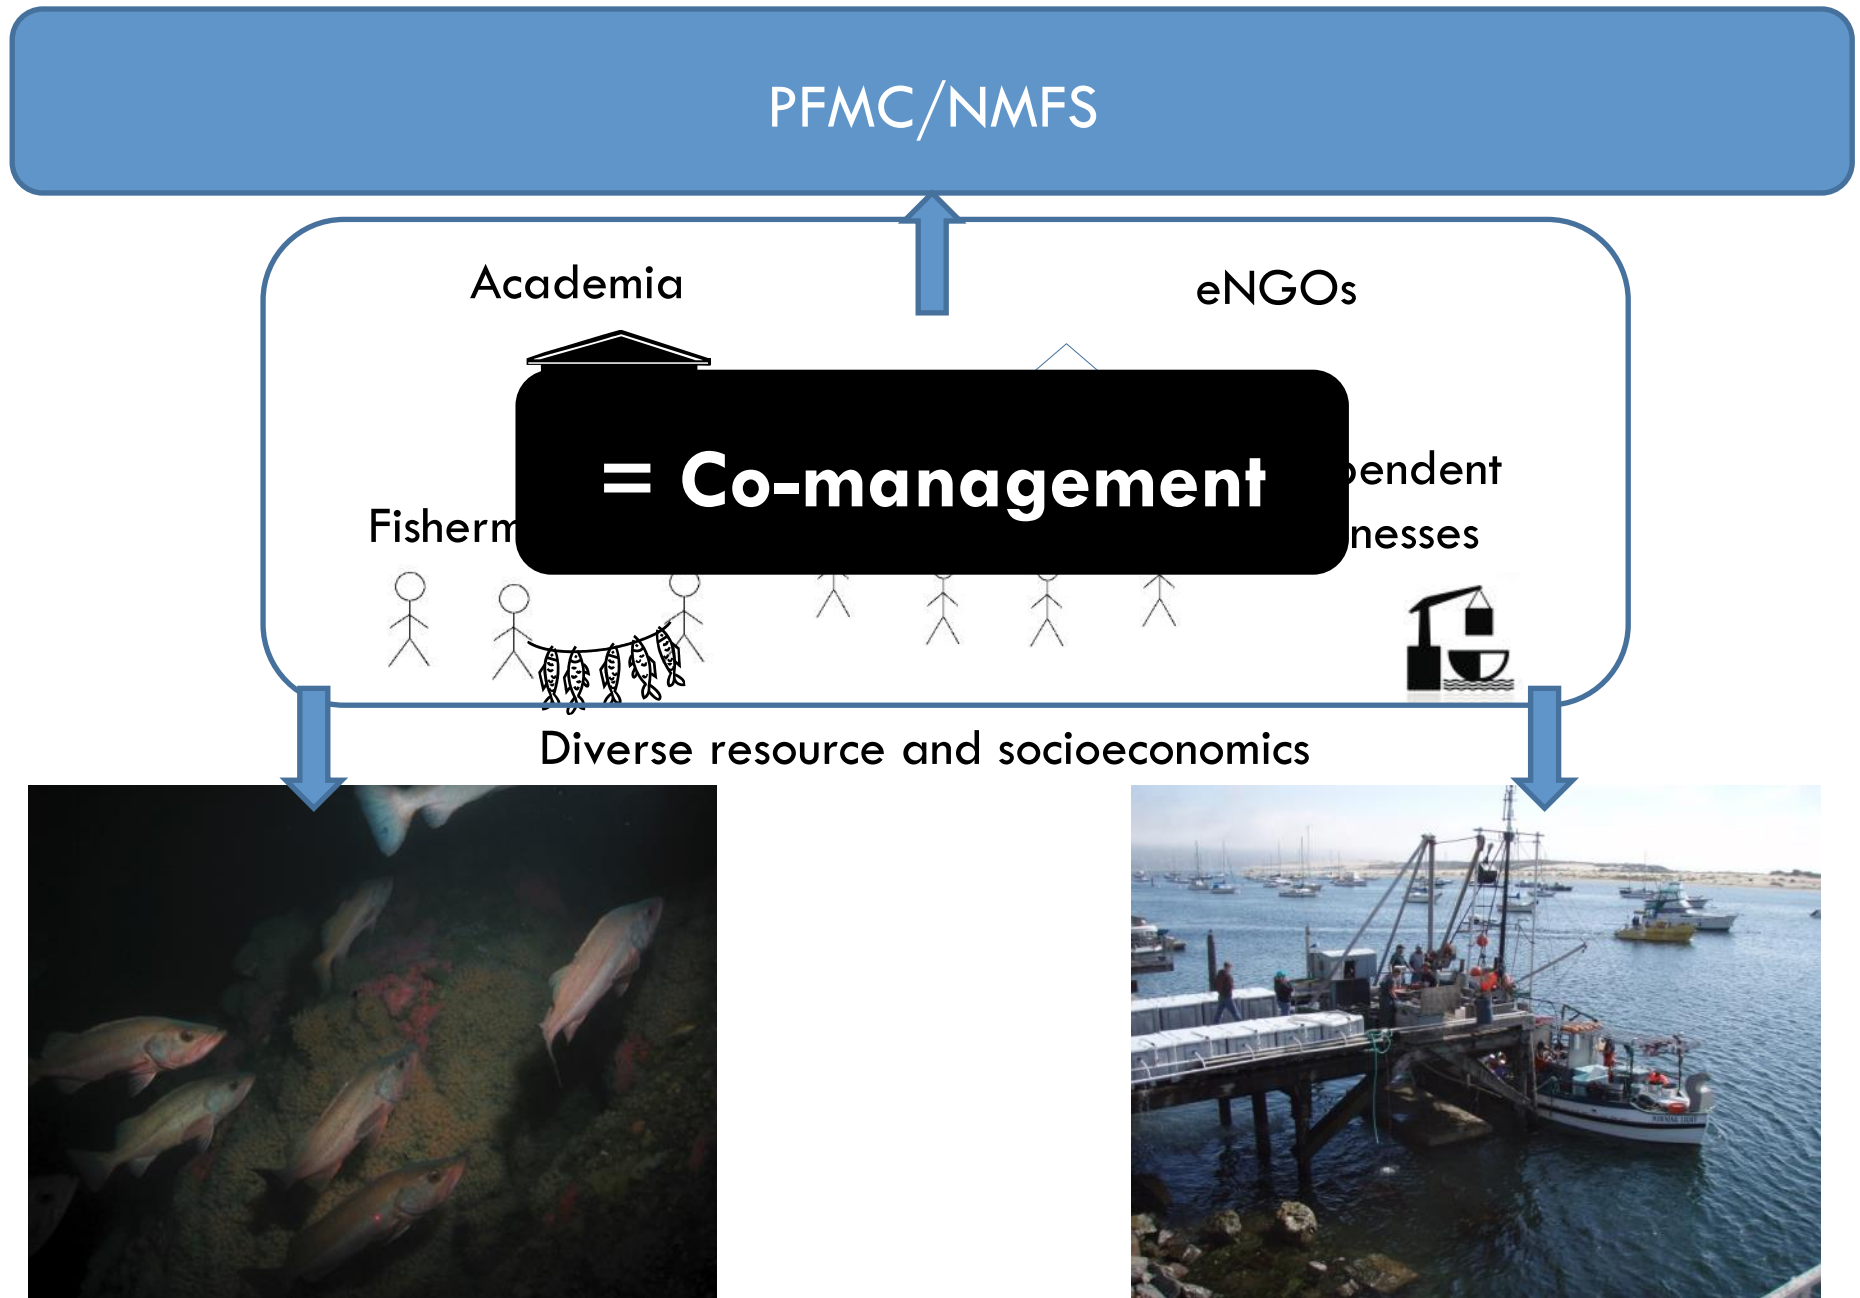 PFMC/NMFS
Academia
eNGOs
= Co-management
pendent
Fisherm
nesses
Diverse resource and socioeconomics